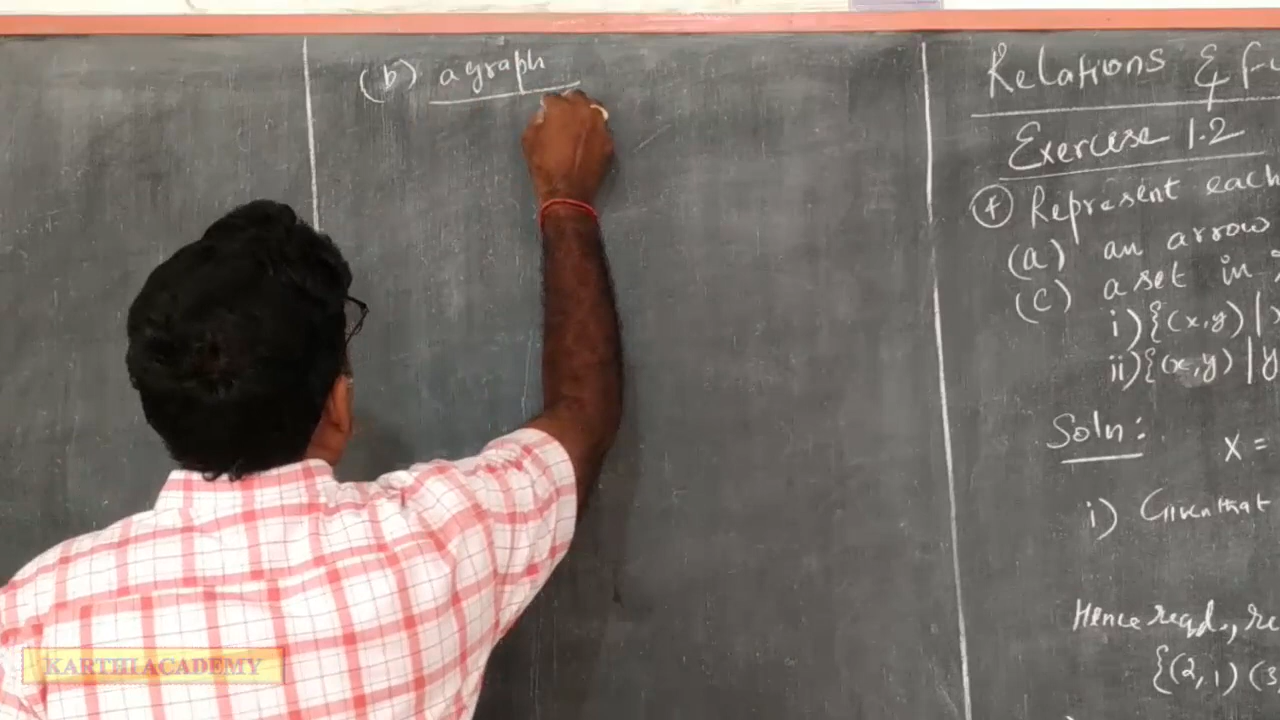 (b) a graph
Relations &
Exercise 1.2
④ Represent each
(a) an arrow
(c) a set in
i) {(x,y) |
ii) {(x,y) | y
Soln:
X =
i) Given that
Hence reqd.,
{(2,1) (3
KARTHI ACADEMY